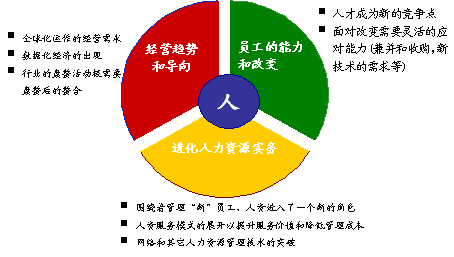 全球化运作的经营需求
数据化经济的出现
行业的盘整活动极需要
盘整后的整合
经营趋势
和导向
员工的能力
和改变
人才成为新的竞争点
面对改变需要灵活的应
对能力(兼并和收购,新
技术的需求等)
人
进化人力资源实务
围绕着管理“新”员工，人资进入了一个新的角色
人资服务模式的展开以提升服务价值和降低管理成本
网络和其它人力资源管理技术的突破